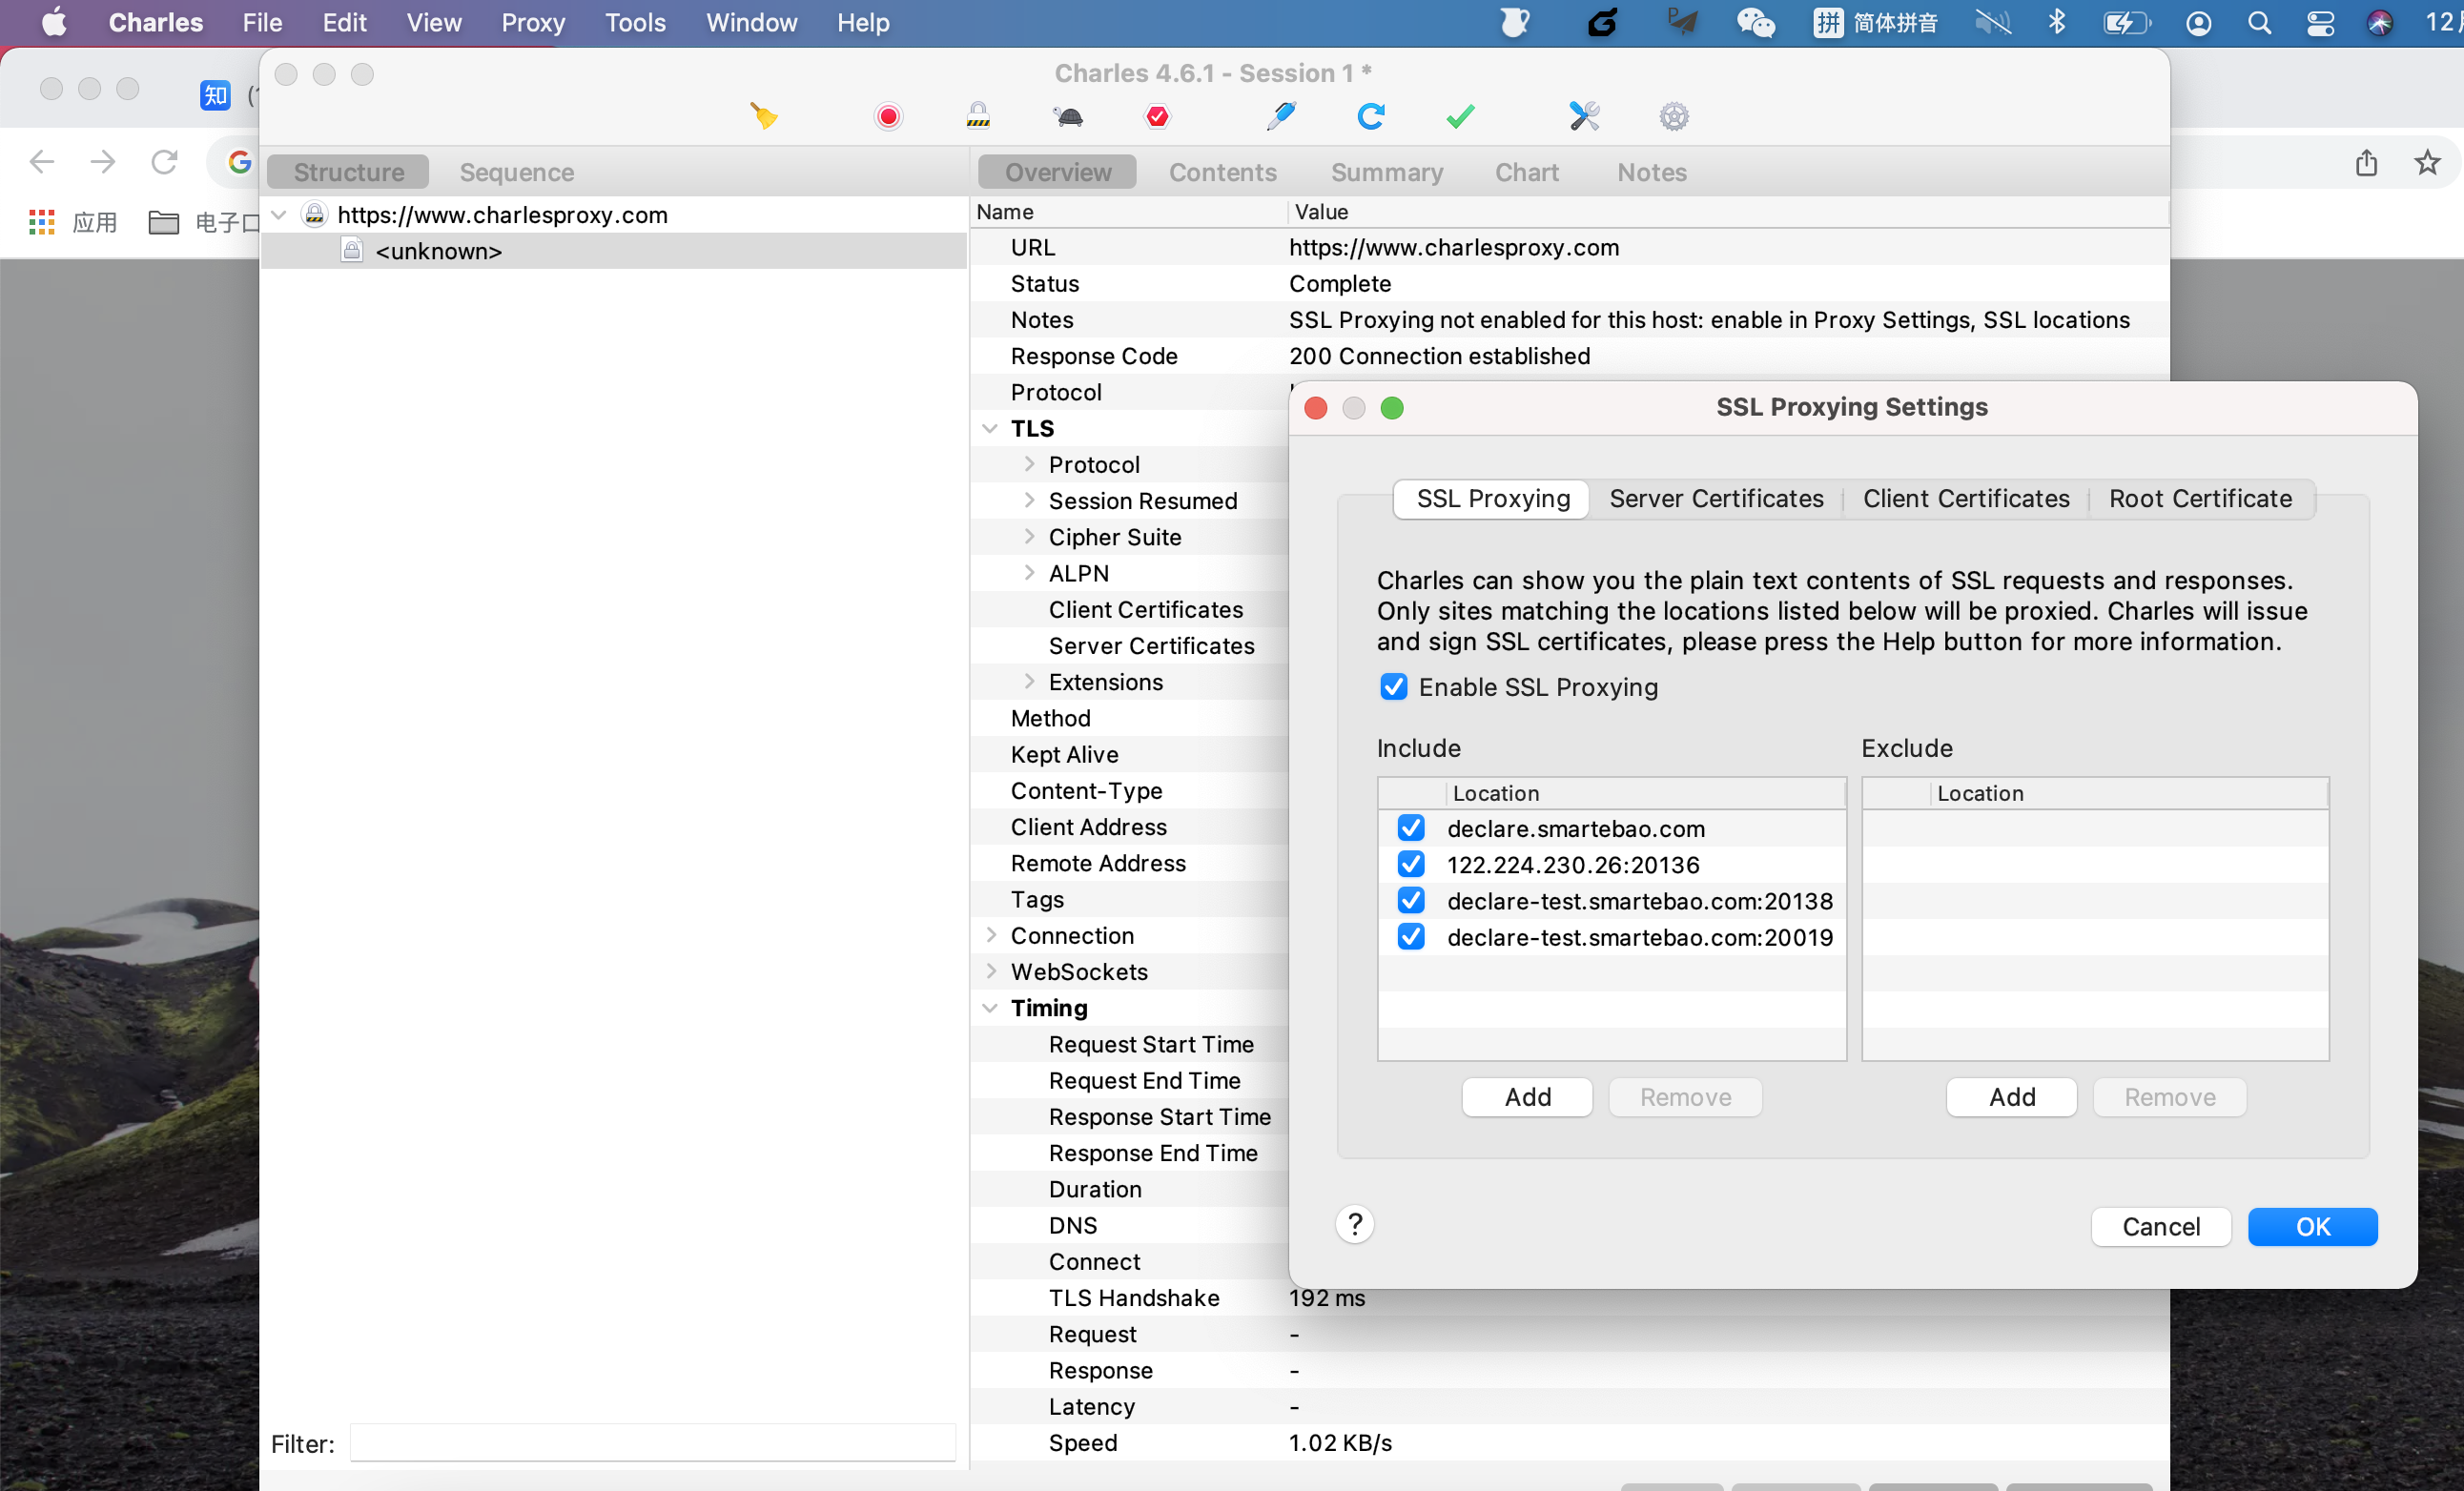 Charles File Edit View Proxy Tools Window Help
拼 简体拼音
知
Charles 4.6.1 - Session 1 *
Structure Sequence
Overview Contents Summary Chart Notes
应用
https://www.charlesproxy.com
<unknown>
Name Value
URL https://www.charlesproxy.com
Status Complete
Notes SSL Proxying not enabled for this host: enable in Proxy Settings, SSL locations
Response Code 200 Connection established
Protocol
TLS
Protocol
Session Resumed
Cipher Suite
ALPN
Client Certificates
Server Certificates
Extensions
Method
Kept Alive
Content-Type
Client Address
Remote Address
Tags
Connection
WebSockets
Timing
Request Start Time
Request End Time
Response Start Time
Response End Time
Duration
DNS
Connect
TLS Handshake 192 ms
Request -
Response -
Latency -
Speed 1.02 KB/s
Filter:
SSL Proxying Settings
SSL Proxying Server Certificates Client Certificates Root Certificate
Charles can show you the plain text contents of SSL requests and responses.
Only sites matching the locations listed below will be proxied. Charles will issue
and sign SSL certificates, please press the Help button for more information.
Enable SSL Proxying
Include Exclude
Location Location
declare.smartebao.com
122.224.230.26:20136
declare-test.smartebao.com:20138
declare-test.smartebao.com:20019
Add Remove Add Remove
? Cancel OK